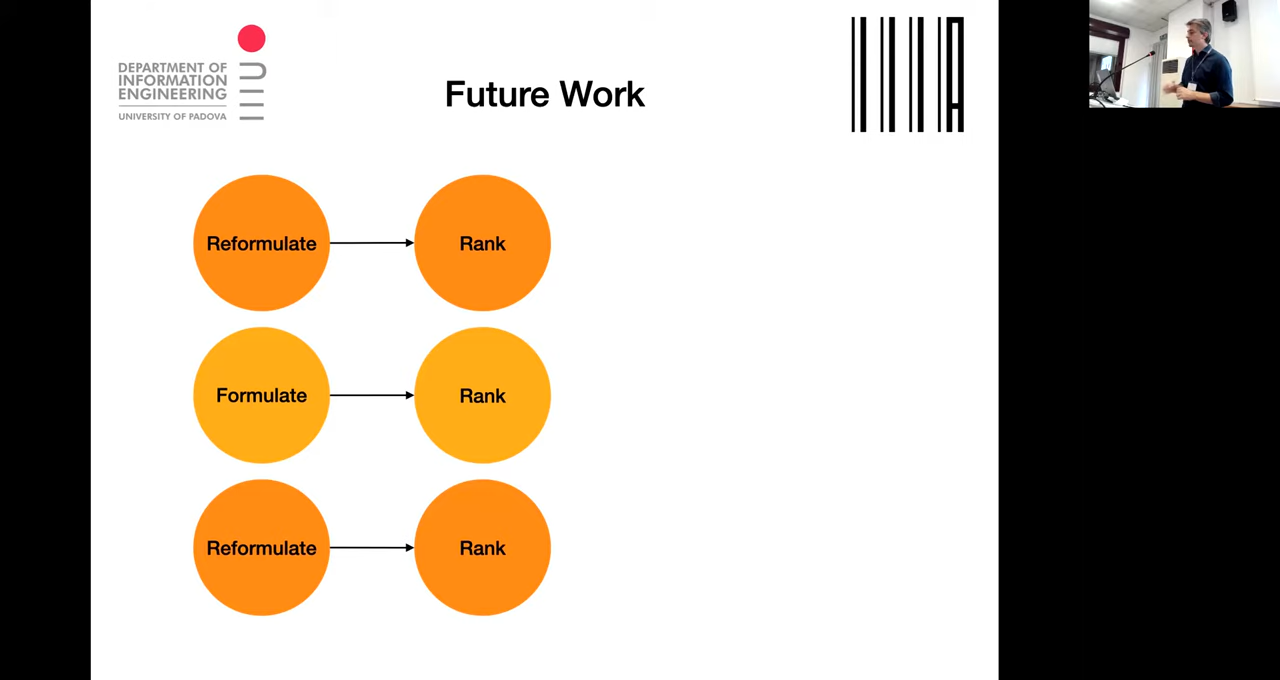 DEPARTMENT OF
INFORMATION
ENGINEERING
UNIVERSITY OF PADOVA
Future Work
Reformulate
Rank
Formulate
Rank
Reformulate
Rank